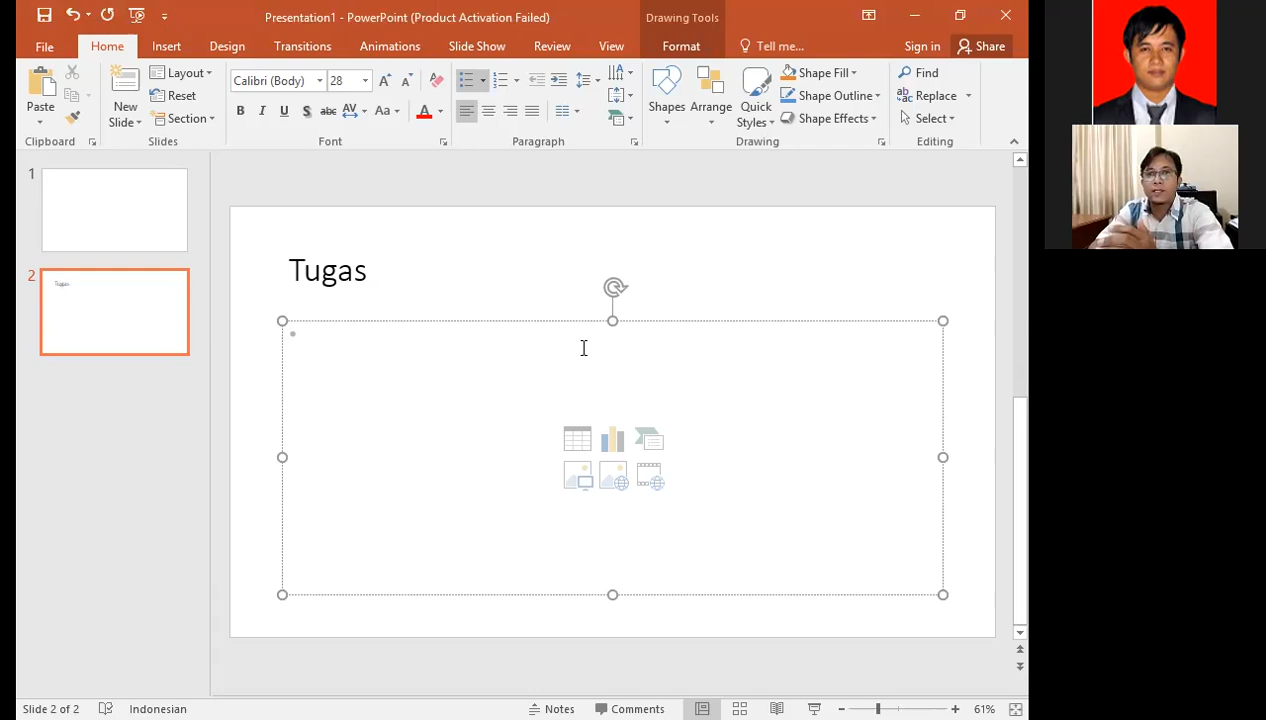 Presentation1 - PowerPoint (Product Activation Failed)
Drawing Tools
File
Home
Insert
Design
Transitions
Animations
Slide Show
Review
View
Format
Tell me...
Sign in
Share
Paste
Clipboard
New
Slide
Layout
Reset
Section
Slides
Calibri (Body)
28
B I U S abc AV Aa A
Font
Paragraph
Shapes
Arrange
Quick
Styles
Shape Fill
Shape Outline
Shape Effects
Drawing
Find
Replace
Select
Editing
1
2
Tugas
Tugas
Slide 2 of 2
Indonesian
Notes
Comments
61%